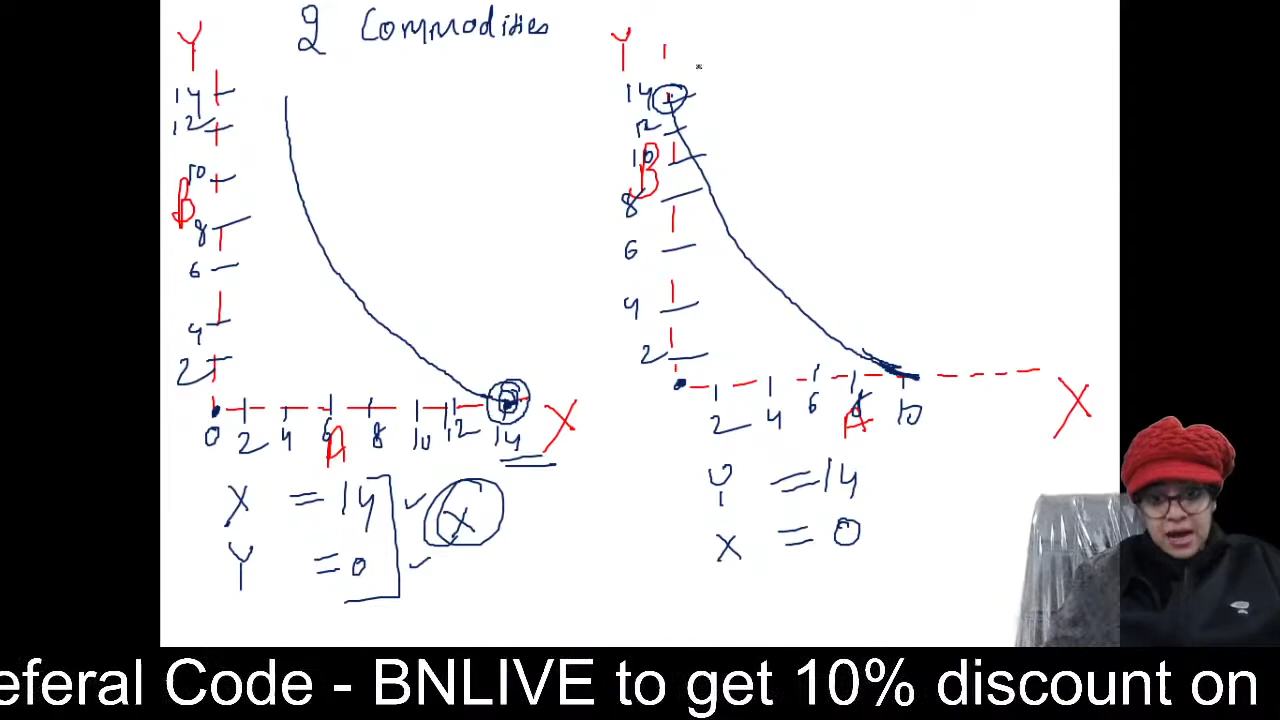 2 Commodities
Y
14
12
10
B
8
6
4
2
0 2 4 6 8 10 12 14 X
A
X = 14
Y = 0
X
Y
14
12
10
B
8
6
4
2
2 4 6 8 10 X
A
Y = 14
X = 0
eferal Code - BNLIVE to get 10% discount on